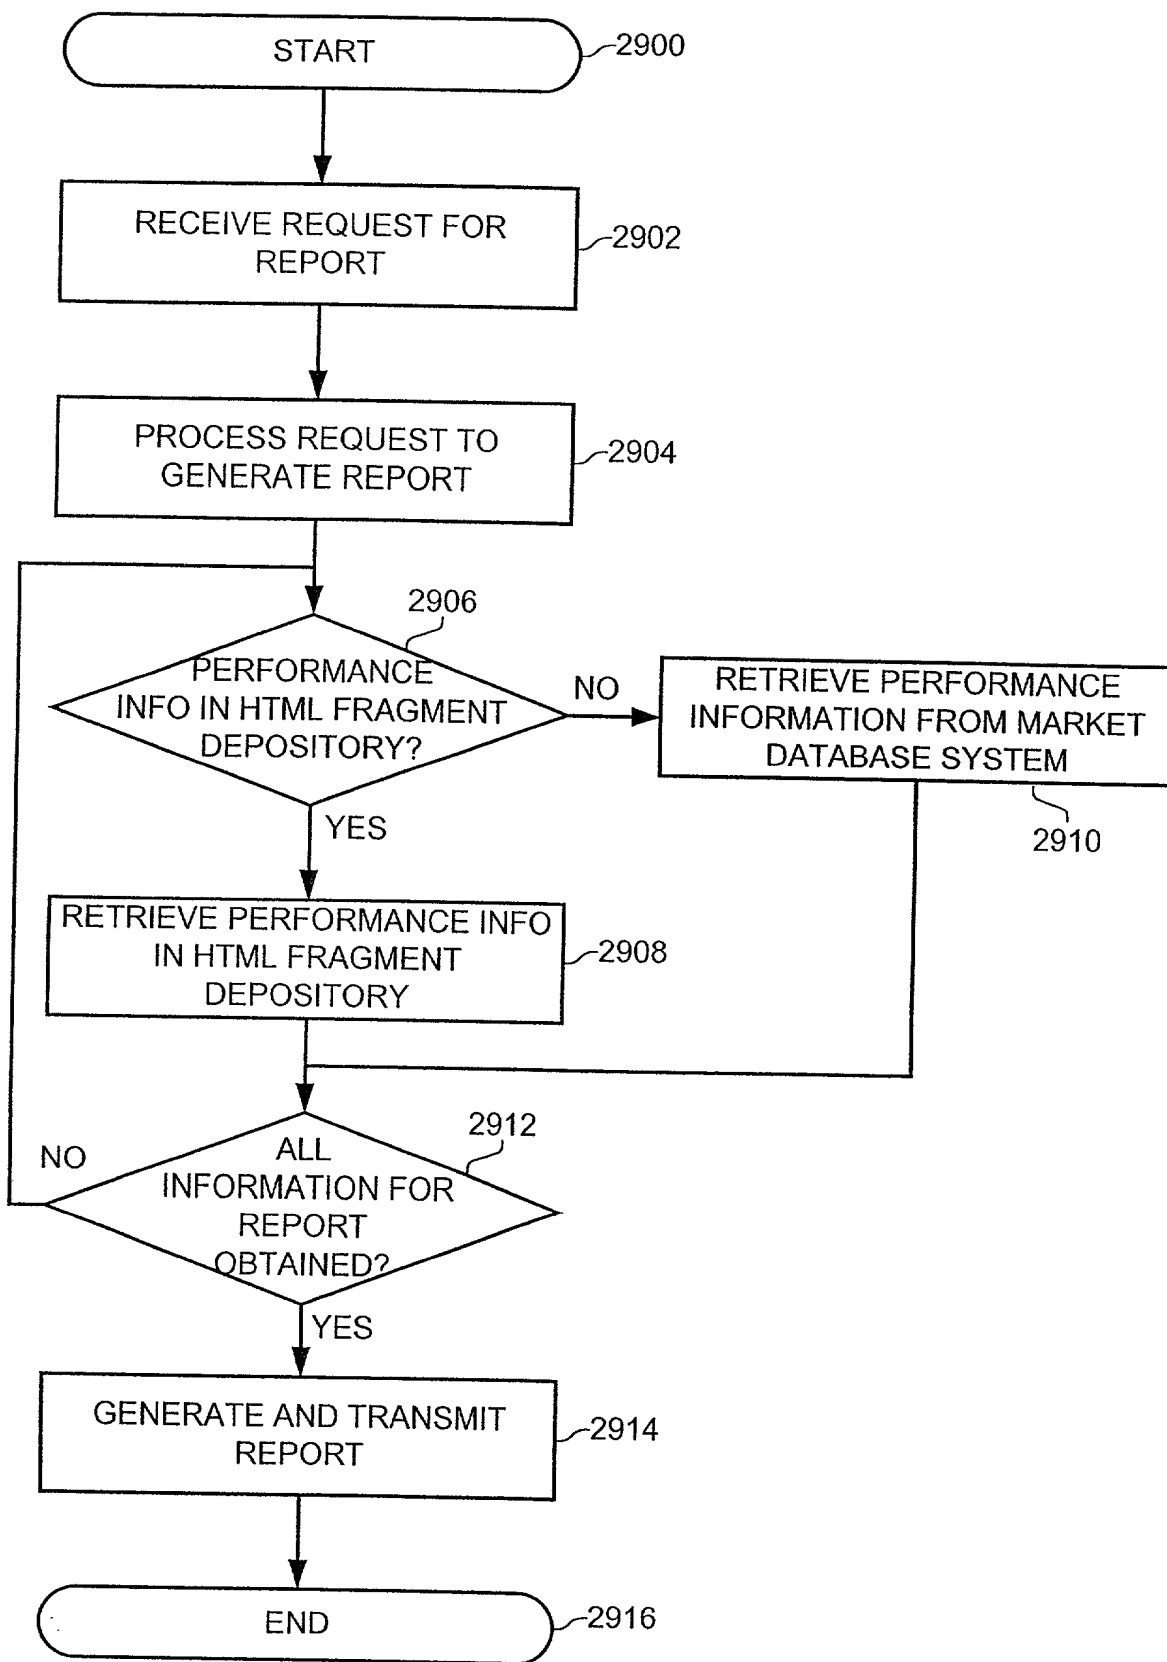 START
2900
RECEIVE REQUEST FOR
REPORT
2902
PROCESS REQUEST TO
GENERATE REPORT
2904
2906
PERFORMANCE
INFO IN HTML FRAGMENT
DEPOSITORY?
NO
RETRIEVE PERFORMANCE
INFORMATION FROM MARKET
DATABASE SYSTEM
2910
YES
RETRIEVE PERFORMANCE INFO
IN HTML FRAGMENT
DEPOSITORY
2908
2912
NO
ALL
INFORMATION FOR
REPORT
OBTAINED?
YES
GENERATE AND TRANSMIT
REPORT
2914
END
2916